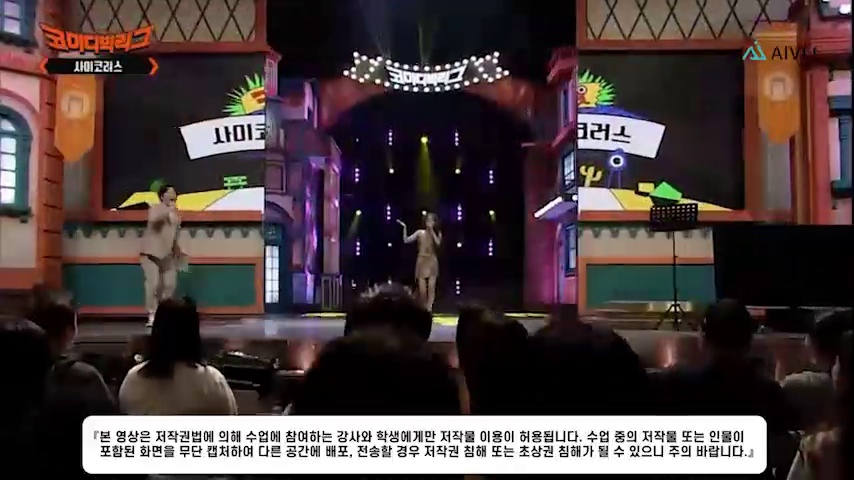 코미디빅리그
사이코러스
AIVLE
코미디빅리그
사이코
코러스
『본 영상은 저작권법에 의해 수업에 참여하는 강사와 학생에게만 저작물 이용이 허용됩니다. 수업 중의 저작물 또는 인물이
포함된 화면을 무단 캡처하여 다른 공간에 배포, 전송할 경우 저작권 침해 또는 초상권 침해가 될 수 있으니 주의 바랍니다.』